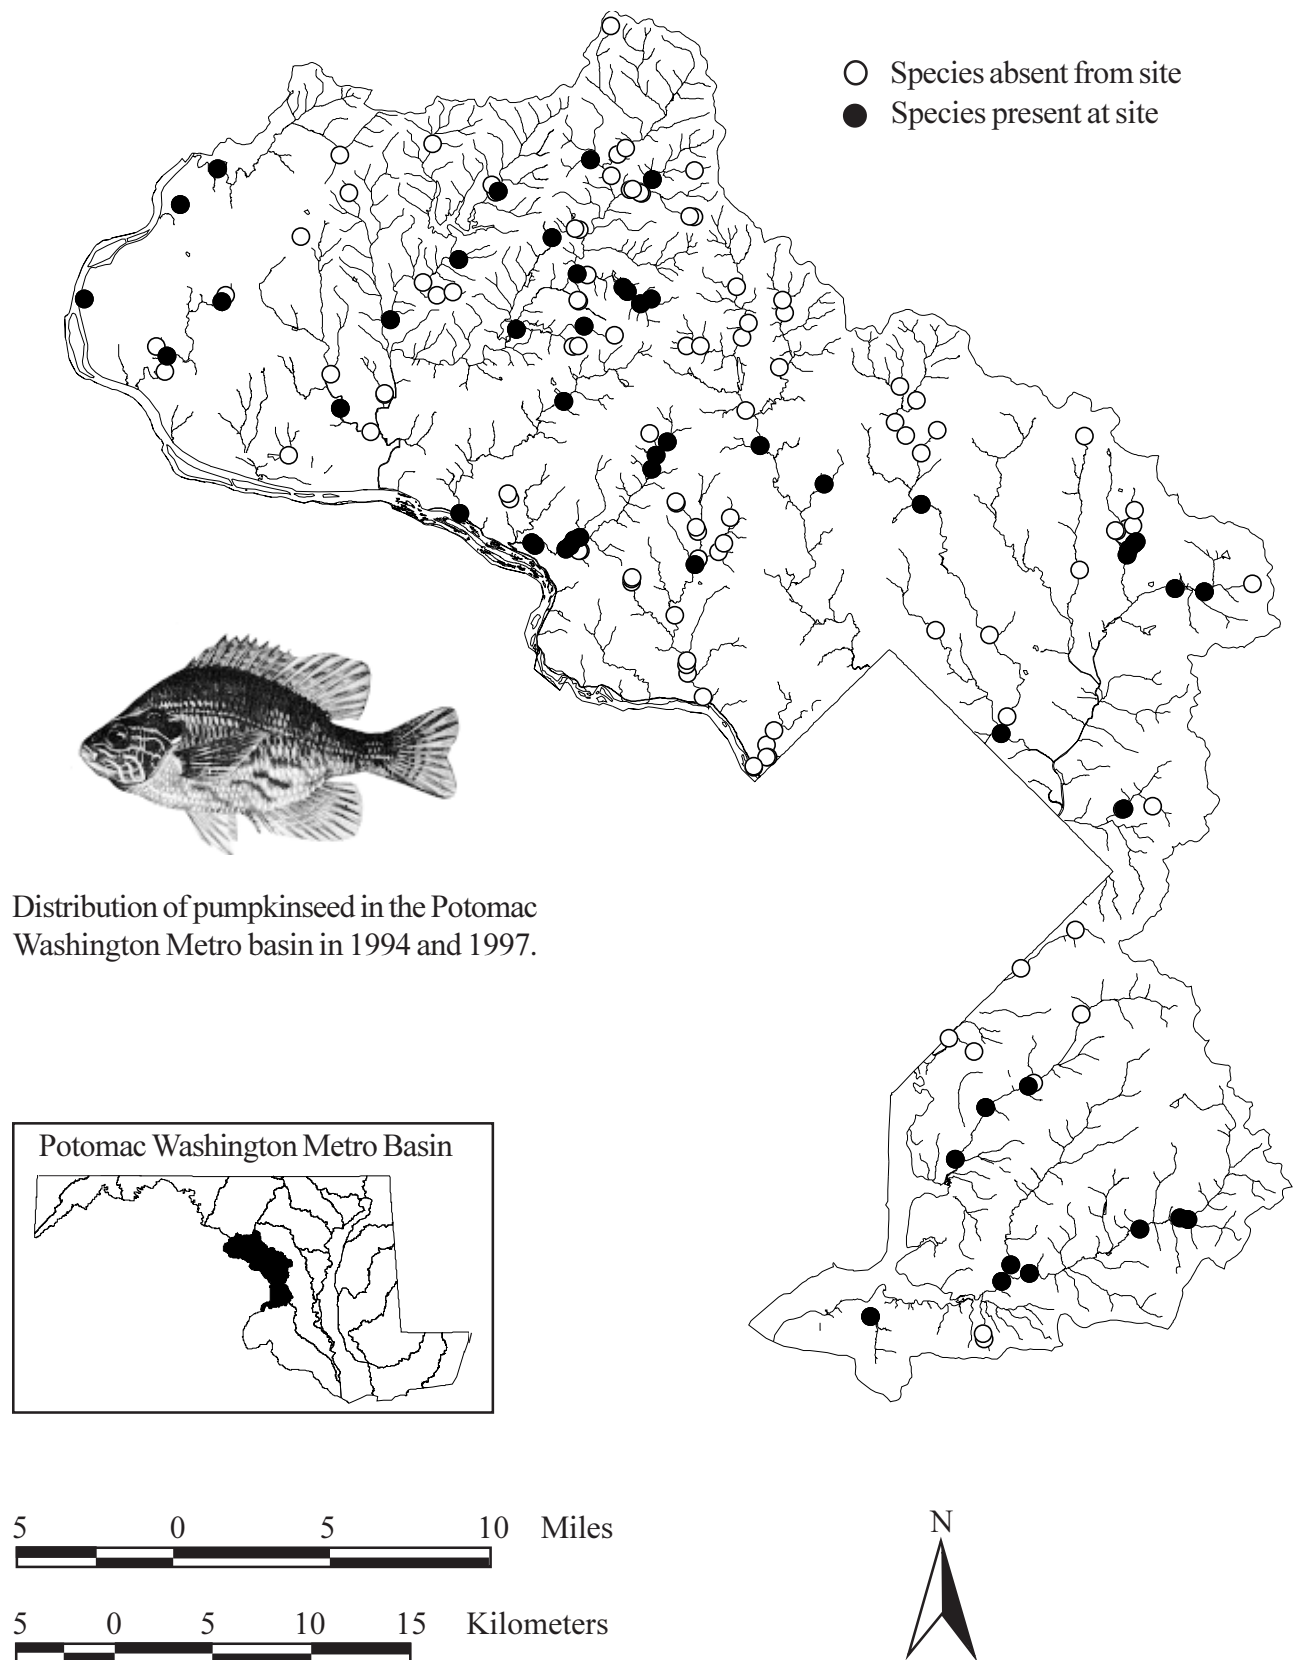 Species absent from site
Species present at site
Distribution of pumpkinseed in the Potomac
Washington Metro basin in 1994 and 1997.
Potomac Washington Metro Basin
5 0 5 10 Miles
N
5 0 5 10 15 Kilometers